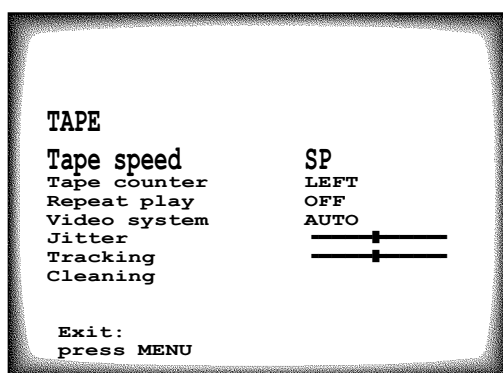 TAPE
Tape speed SP
Tape counter LEFT
Repeat play OFF
Video system AUTO
Jitter
Tracking
Cleaning
Exit:
press MENU